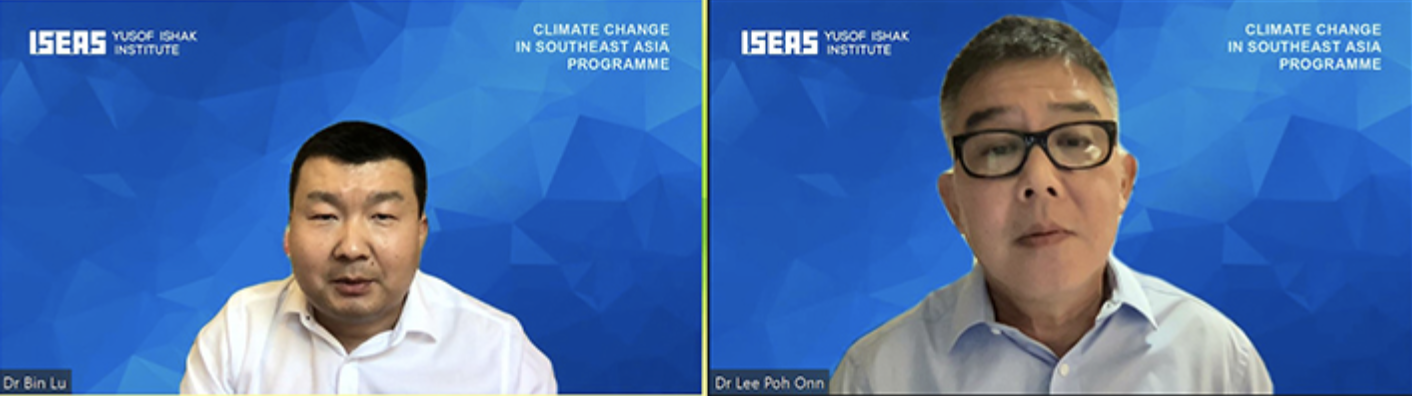 ISEAS YUSOF ISHAK
INSTITUTE
CLIMATE CHANGE
IN SOUTHEAST ASIA
PROGRAMME
Dr Bin Lu
ISEAS YUSOF ISHAK
INSTITUTE
CLIMATE CHANGE
IN SOUTHEAST ASIA
PROGRAMME
Dr Lee Poh Onn